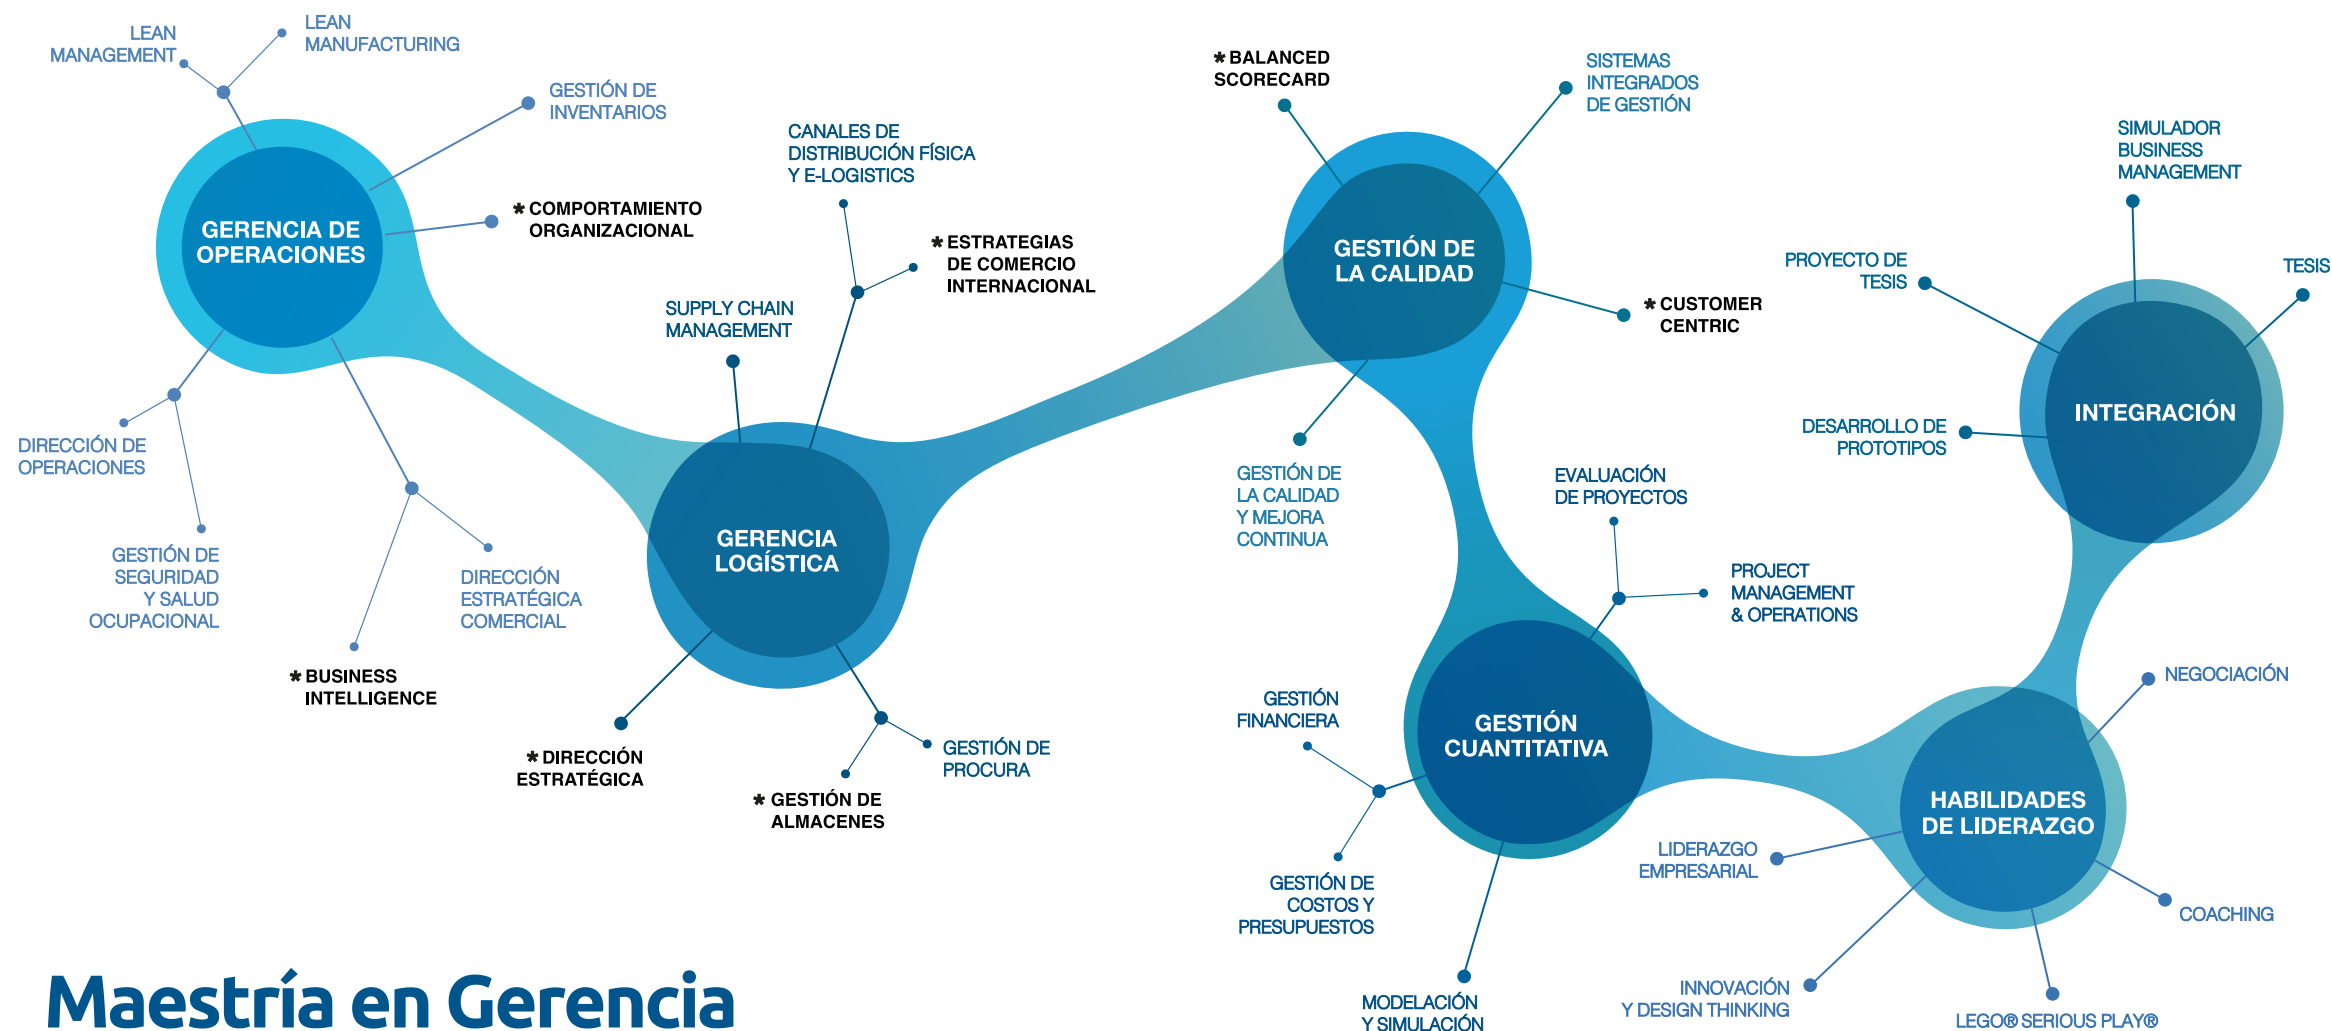 LEAN
MANAGEMENT
LEAN
MANUFACTURING
GESTIÓN DE
INVENTARIOS
* COMPORTAMIENTO
ORGANIZACIONAL
GERENCIA DE
OPERACIONES
DIRECCIÓN DE
OPERACIONES
GESTIÓN DE
SEGURIDAD
Y SALUD
OCUPACIONAL
* BUSINESS
INTELLIGENCE
DIRECCIÓN
ESTRATÉGICA
COMERCIAL
CANALES DE
DISTRIBUCIÓN FÍSICA
Y E-LOGISTICS
* ESTRATEGIAS
DE COMERCIO
INTERNACIONAL
SUPPLY CHAIN
MANAGEMENT
GERENCIA
LOGÍSTICA
* DIRECCIÓN
ESTRATÉGICA
* GESTIÓN DE
ALMACENES
GESTIÓN DE
PROCURA
* BALANCED
SCORECARD
SISTEMAS
INTEGRADOS
DE GESTIÓN
GESTIÓN DE
LA CALIDAD
* CUSTOMER
CENTRIC
GESTIÓN DE
LA CALIDAD
Y MEJORA
CONTINUA
EVALUACIÓN
DE PROYECTOS
PROJECT
MANAGEMENT
& OPERATIONS
GESTIÓN
FINANCIERA
GESTIÓN
CUANTITATIVA
GESTIÓN DE
COSTOS Y
PRESUPUESTOS
MODELACIÓN
Y SIMULACIÓN
SIMULADOR
BUSINESS
MANAGEMENT
PROYECTO DE
TESIS
TESIS
DESARROLLO DE
PROTOTIPOS
INTEGRACIÓN
NEGOCIACIÓN
HABILIDADES
DE LIDERAZGO
LIDERAZGO
EMPRESARIAL
COACHING
INNOVACIÓN
Y DESIGN THINKING
LEGO® SERIOUS PLAY®
Maestría en Gerencia